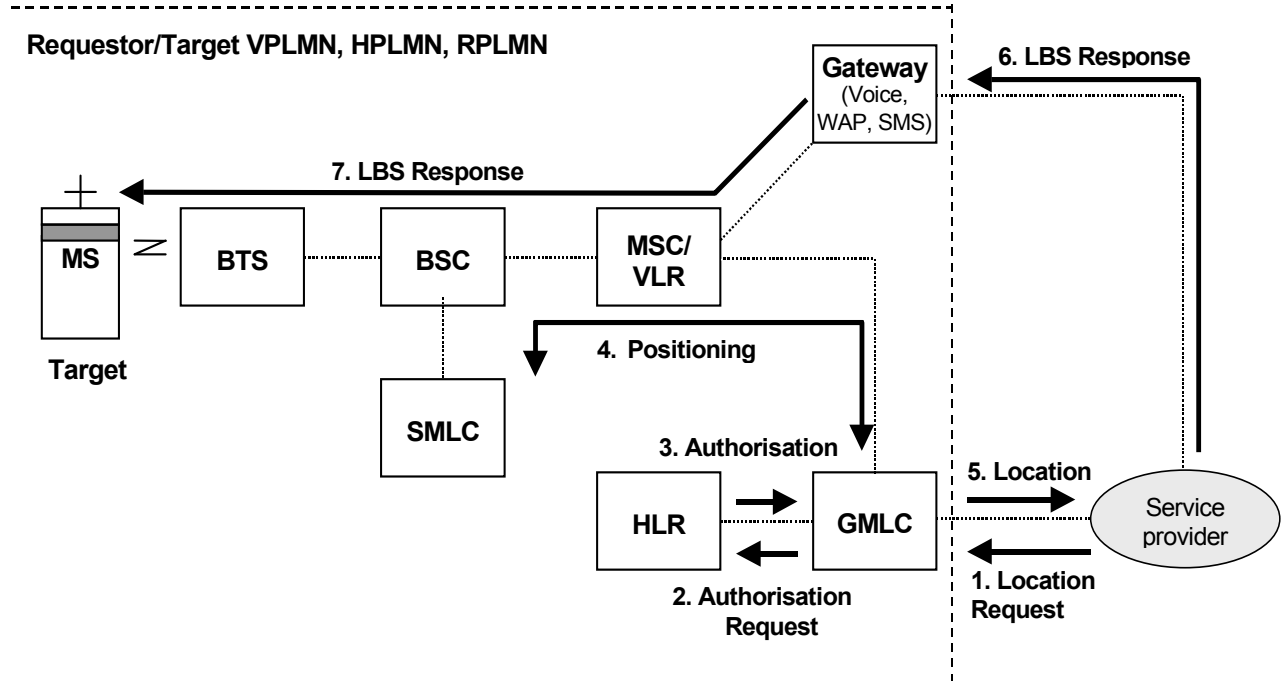 Requestor/Target VPLMN, HPLMN, RPLMN
Gateway
(Voice,
WAP, SMS)
6. LBS Response
7. LBS Response
MS
BTS
BSC
MSC/
VLR
Target
4. Positioning
SMLC
3. Authorisation
HLR
GMLC
5. Location
Service
provider
2. Authorisation
Request
1. Location
Request